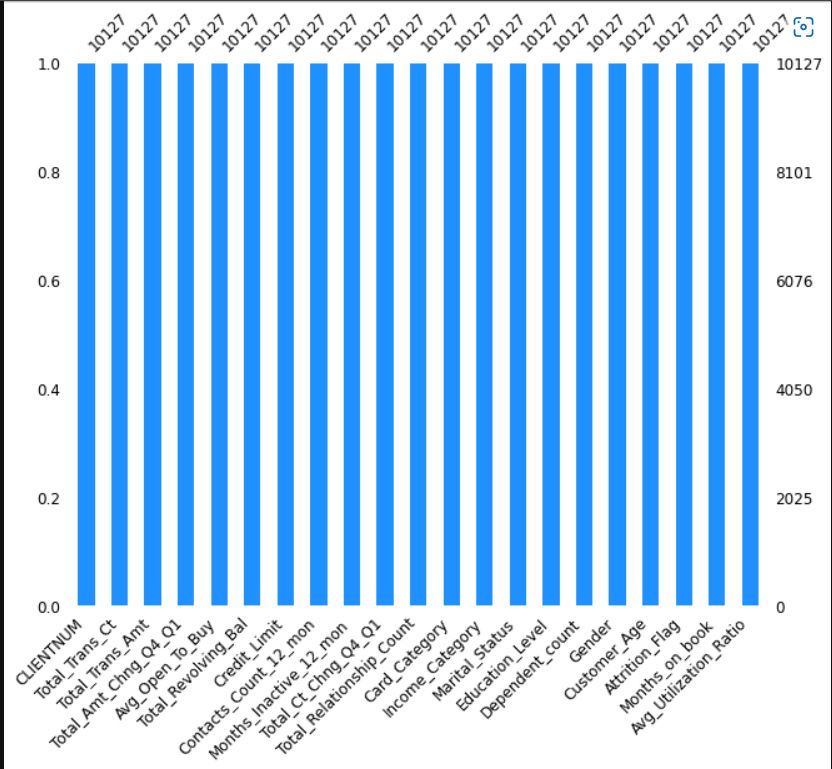 10127 10127 10127 10127 10127 10127 10127 10127 10127 10127 10127 10127 10127 10127 10127 10127 10127 10127 10127 10127 10127
1.0 10127
0.8 8101
0.6 6076
0.4 4050
0.2 2025
0.0 0
CLIENTNUM
Total_Trans_Ct
Total_Trans_Amt
Total_Amt_Chng_Q4_Q1
Avg_Open_To_Buy
Total_Revolving_Bal
Credit_Limit
Contacts_Count_12_mon
Months_Inactive_12_mon
Total_Ct_Chng_Q4_Q1
Total_Relationship_Count
Card_Category
Income_Category
Marital_Status
Education_Level
Dependent_count
Gender
Customer_Age
Attrition_Flag
Months_on_book
Avg_Utilization_Ratio